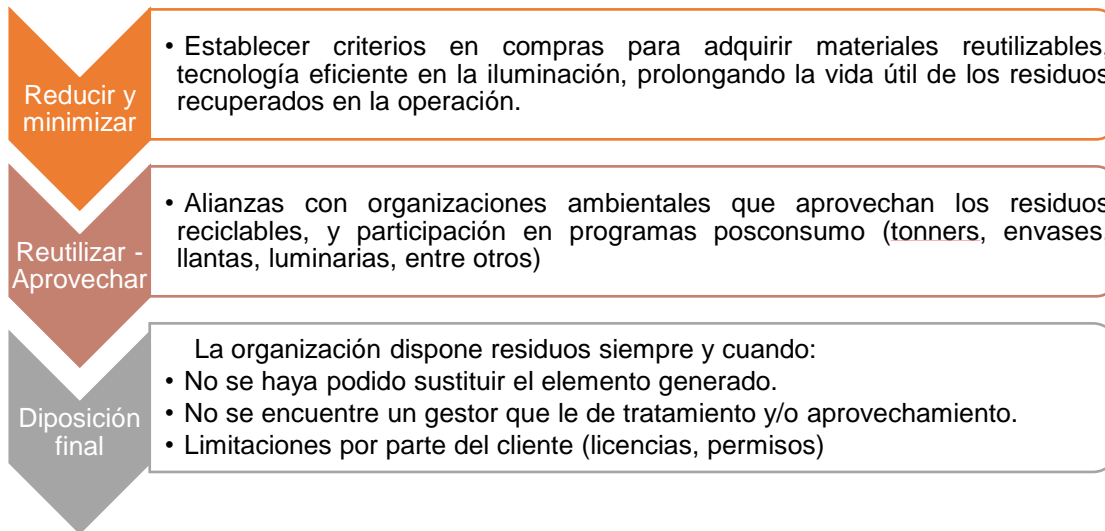 Reducir y
minimizar
• Establecer criterios en compras para adquirir materiales reutilizables,
tecnología eficiente en la iluminación, prolongando la vida útil de los residuos
recuperados en la operación.
Reutilizar -
Aprovechar
• Alianzas con organizaciones ambientales que aprovechan los residuos
reciclables, y participación en programas posconsumo (tonners, envases,
llantas, luminarias, entre otros)
Diposición
final
La organización dispone residuos siempre y cuando:
• No se haya podido sustituir el elemento generado.
• No se encuentre un gestor que le de tratamiento y/o aprovechamiento.
• Limitaciones por parte del cliente (licencias, permisos)